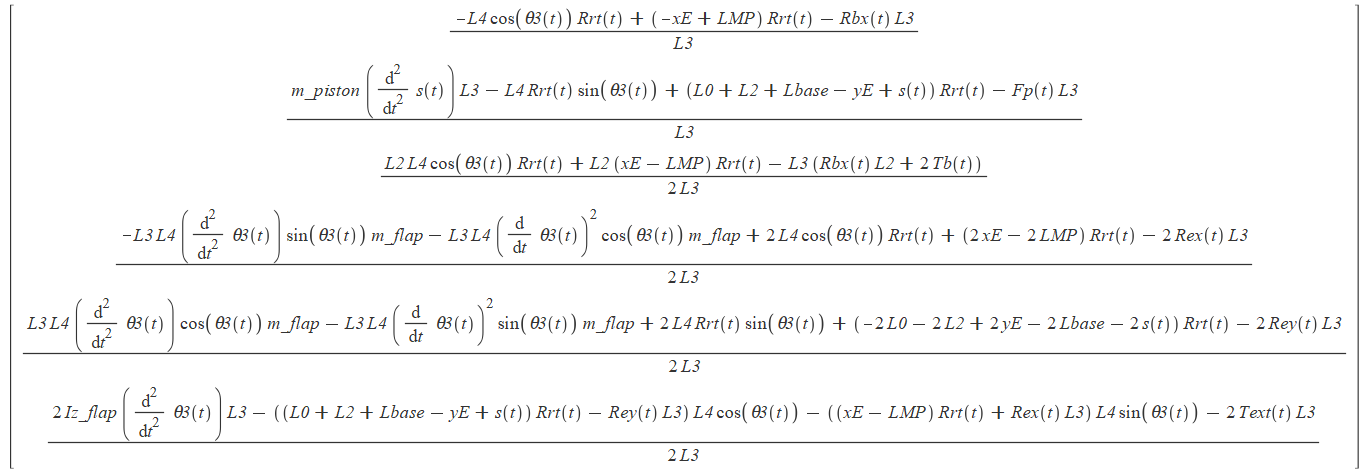 -L4 cos(θ3(t)) Rrt(t) + (-xE + LMP) Rrt(t) - Rbx(t) L3
L3
m_piston (d²/dt² s(t)) L3 - L4 Rrt(t) sin(θ3(t)) + (L0 + L2 + Lbase - yE + s(t)) Rrt(t) - Fp(t) L3
L3
L2 L4 cos(θ3(t)) Rrt(t) + L2 (xE - LMP) Rrt(t) - L3 (Rbx(t) L2 + 2 Tb(t))
2 L3
-L3 L4 (d²/dt² θ3(t)) sin(θ3(t)) m_flap - L3 L4 (d/dt θ3(t))² cos(θ3(t)) m_flap + 2 L4 cos(θ3(t)) Rrt(t) + (2 xE - 2 LMP) Rrt(t) - 2 Rex(t) L3
2 L3
L3 L4 (d²/dt² θ3(t)) cos(θ3(t)) m_flap - L3 L4 (d/dt θ3(t))² sin(θ3(t)) m_flap + 2 L4 Rrt(t) sin(θ3(t)) + (-2 L0 - 2 L2 + 2 yE - 2 Lbase - 2 s(t)) Rrt(t) - 2 Rey(t) L3
2 L3
2 Iz_flap (d²/dt² θ3(t)) L3 - ((L0 + L2 + Lbase - yE + s(t)) Rrt(t) - Rey(t) L3) L4 cos(θ3(t)) - ((xE - LMP) Rrt(t) + Rex(t) L3) L4 sin(θ3(t)) - 2 Text(t) L3
2 L3